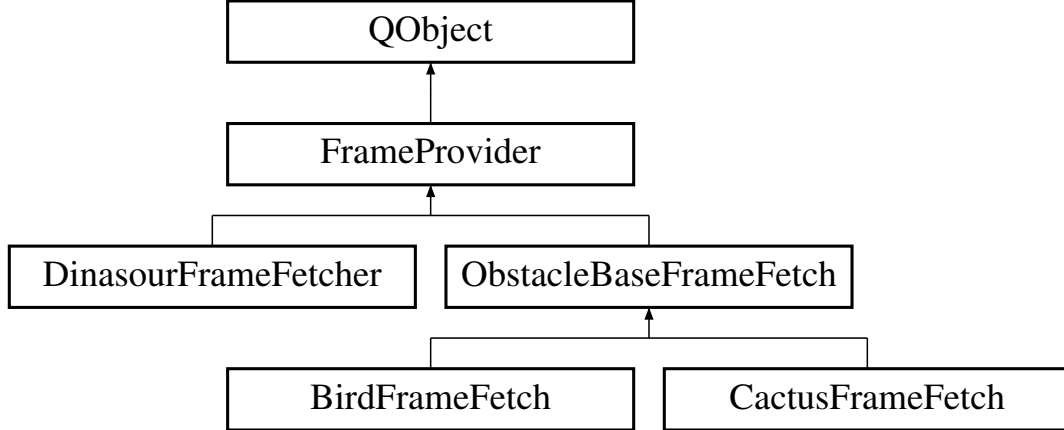 QObject
FrameProvider
DinasourFrameFetcher
ObstacleBaseFrameFetch
BirdFrameFetch
CactusFrameFetch